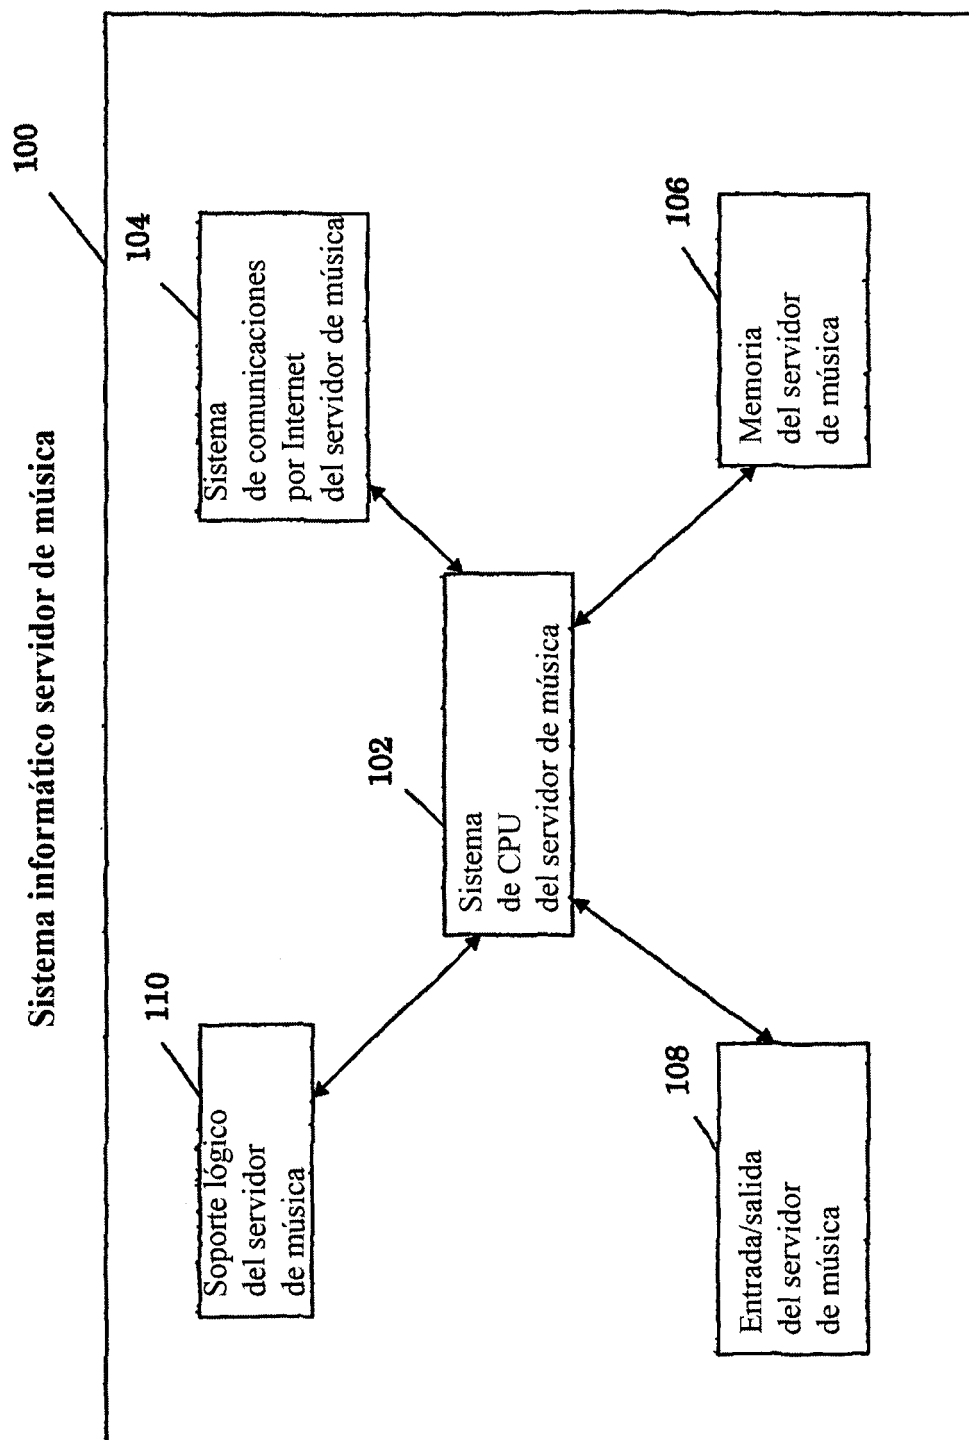 Sistema informático servidor de música
100
110
Soporte lógico
del servidor
de música
104
Sistema
de comunicaciones
por Internet
del servidor de música
102
Sistema
de CPU
del servidor de música
108
Entrada/salida
del servidor
de música
106
Memoria
del servidor
de música